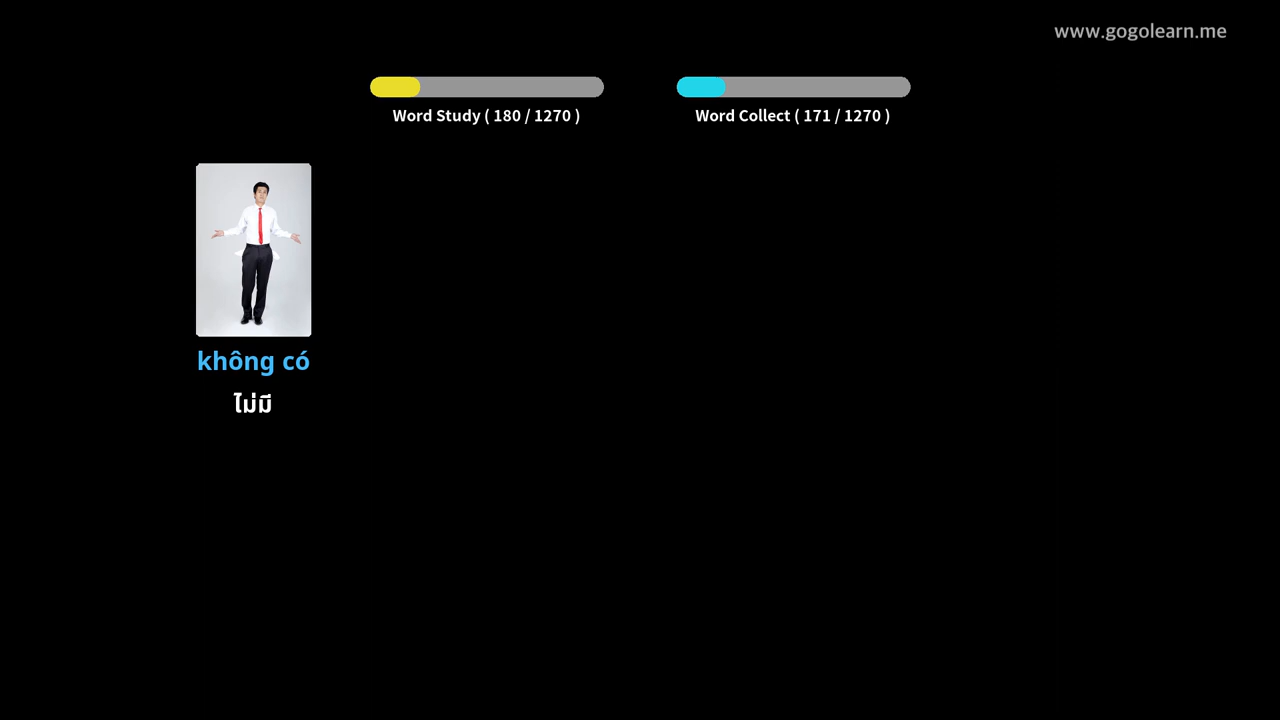 www.gogolearn.me
Word Study ( 180 / 1270 )
Word Collect ( 171 / 1270 )
không có
ไม่มี